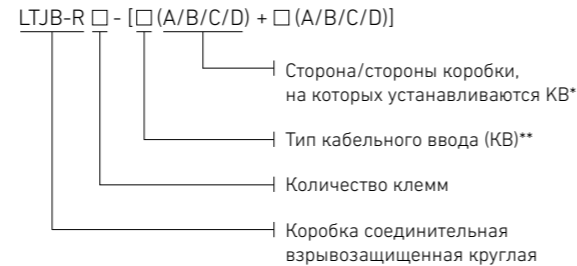 LTJB-R □ - [□ (A/B/C/D) + □ (A/B/C/D)]
Сторона/стороны коробки,
на которых устанавливаются КВ*
Тип кабельного ввода (КВ)**
Количество клемм
Коробка соединительная
взрывозащищенная круглая